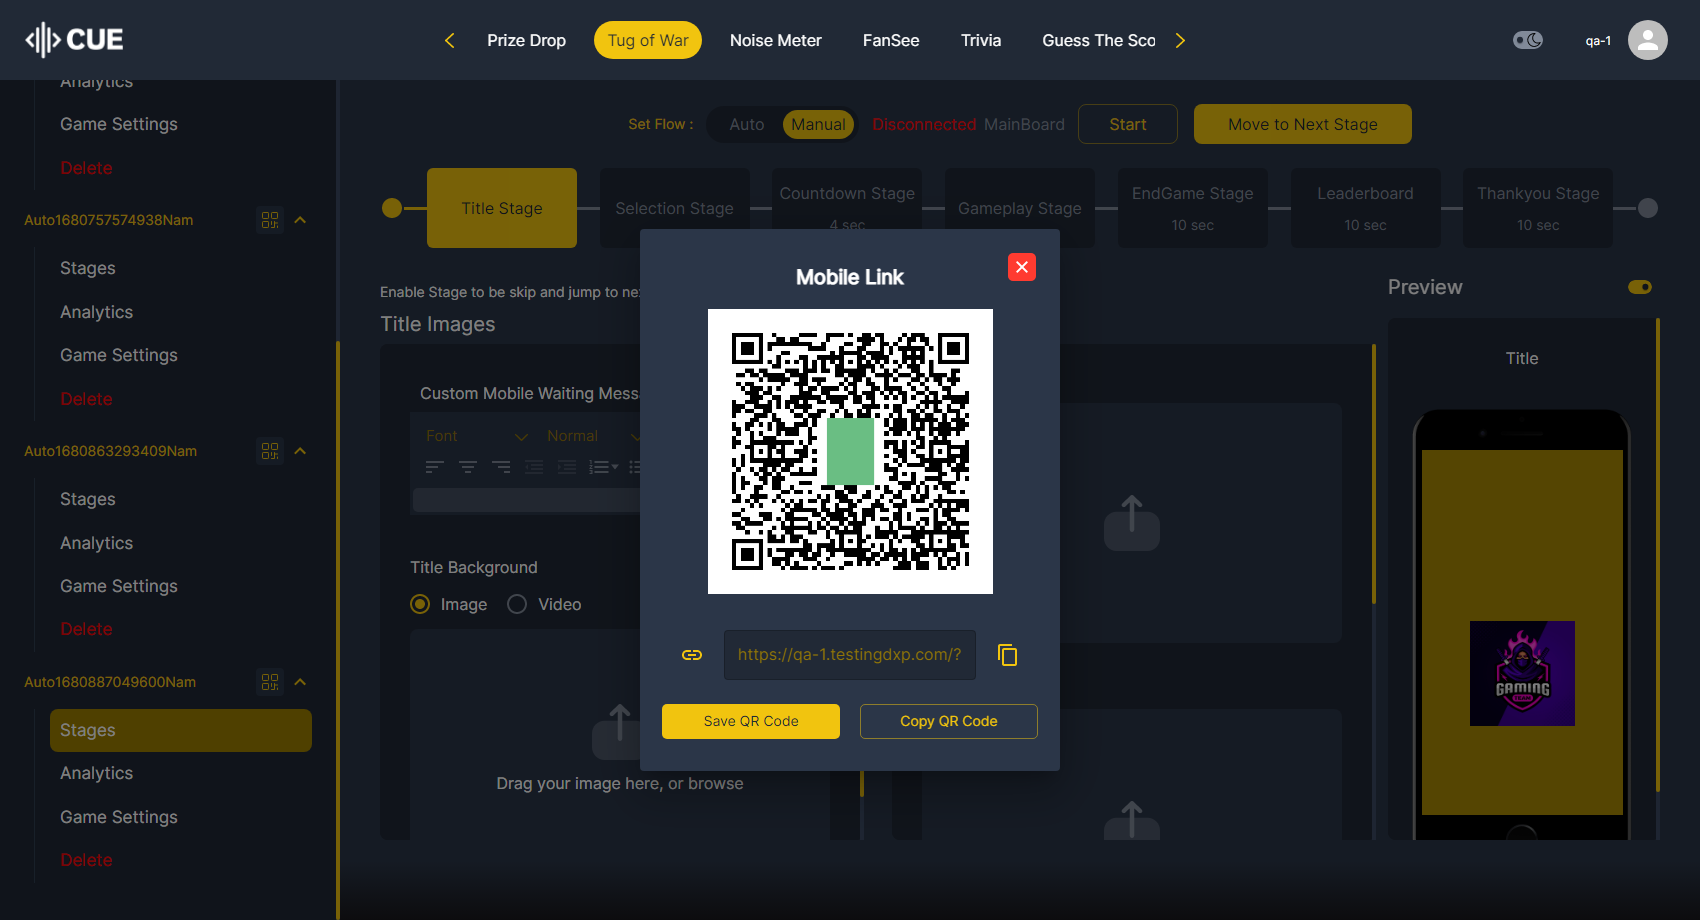 CUE
Prize Drop
Tug of War
Noise Meter
FanSee
Trivia
Guess The Sco
qa-1
Analytics
Game Settings
Delete
Auto1680757574938Nam
Stages
Analytics
Game Settings
Delete
Auto1680863293409Nam
Stages
Analytics
Game Settings
Delete
Auto1680887049600Nam
Stages
Analytics
Game Settings
Delete
Set Flow :
Auto
Manual
Disconnected MainBoard
Start
Move to Next Stage
Title Stage
Selection Stage
Countdown Stage
4 sec
Gameplay Stage
EndGame Stage
10 sec
Leaderboard
10 sec
Thankyou Stage
10 sec
Enable Stage to be skip and jump to ne
Title Images
Custom Mobile Waiting Mess
Font
Normal
Title Background
Image
Video
Drag your image here, or browse
Mobile Link
https://qa-1.testingdxp.com/?
Save QR Code
Copy QR Code
Preview
Title
GAMING